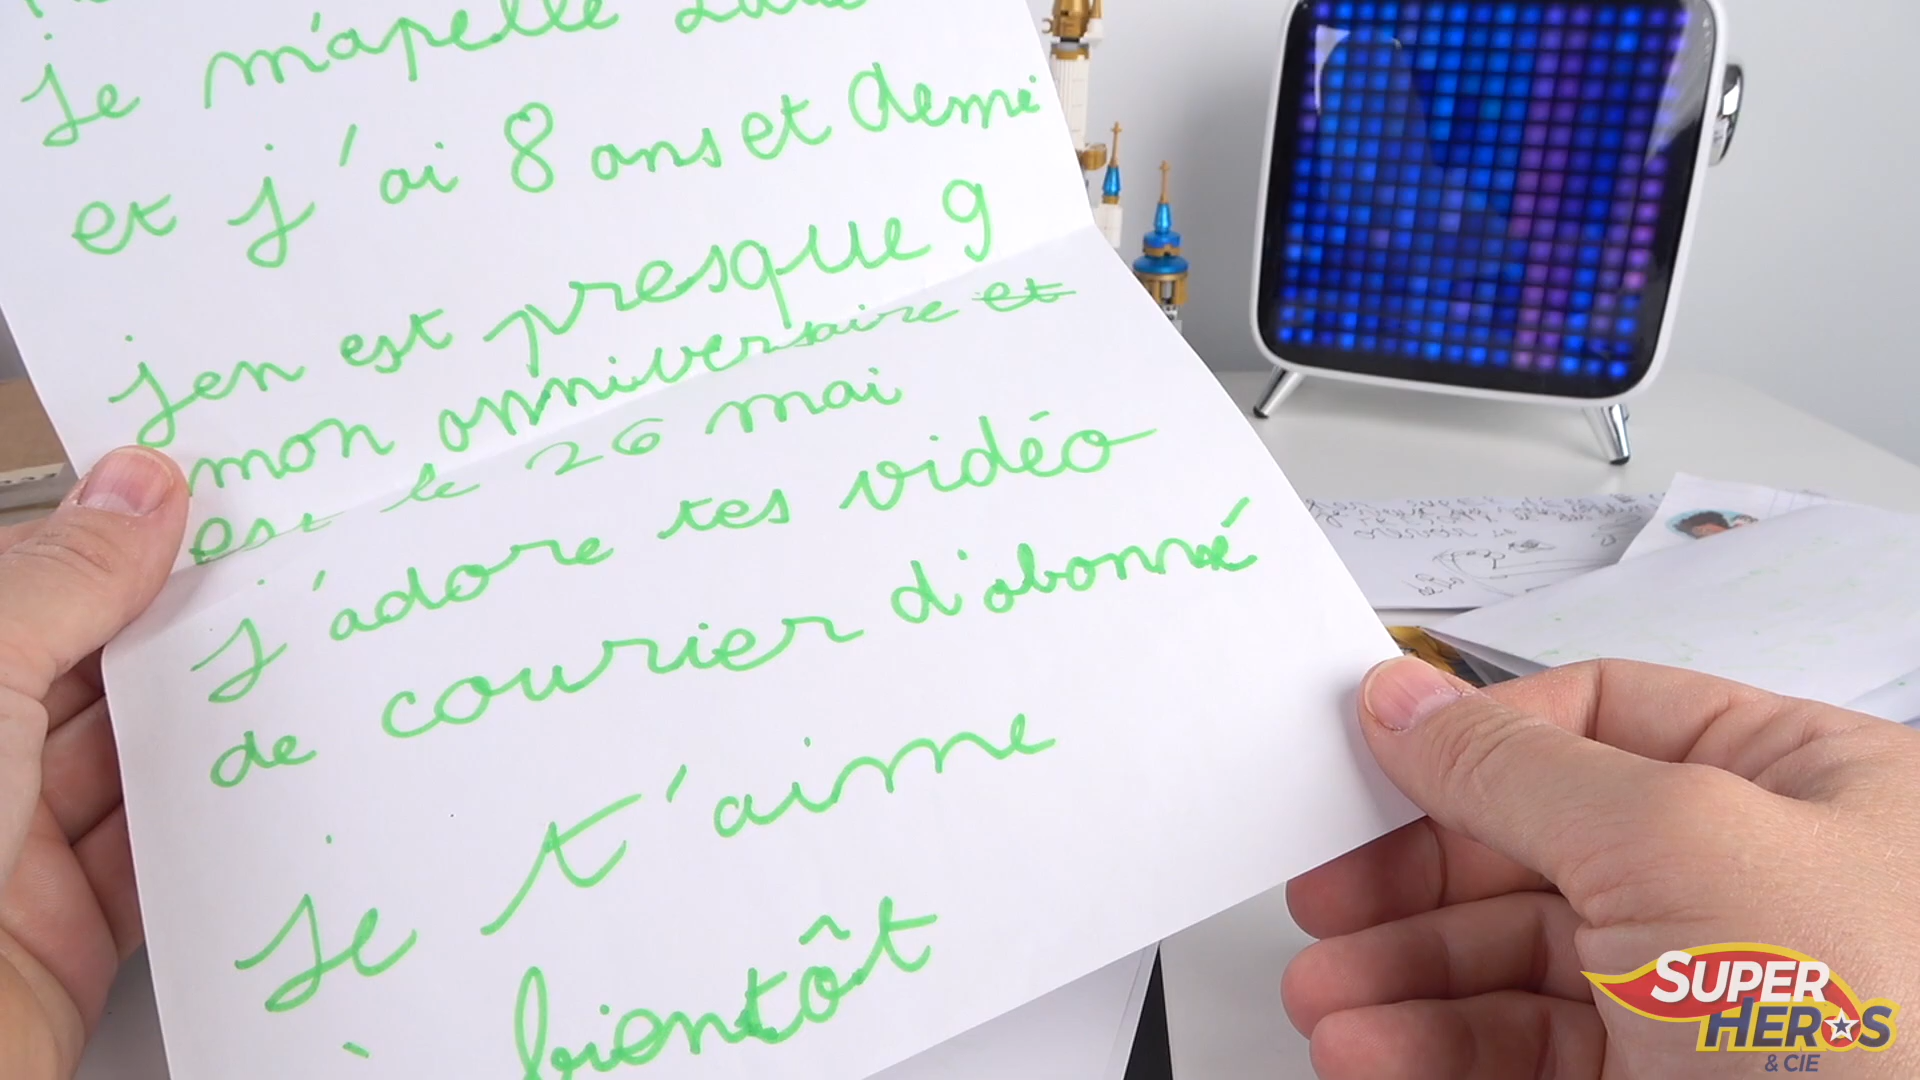 Je m'apelle
et j'ai 8 ans et demi
j'en est presque 9
mon anniversaire et
est le 26 mai
J'adore tes vidéo
de courier d'abonné
Je t'aime
à bientôt
SUPER
HEROS
& CIE